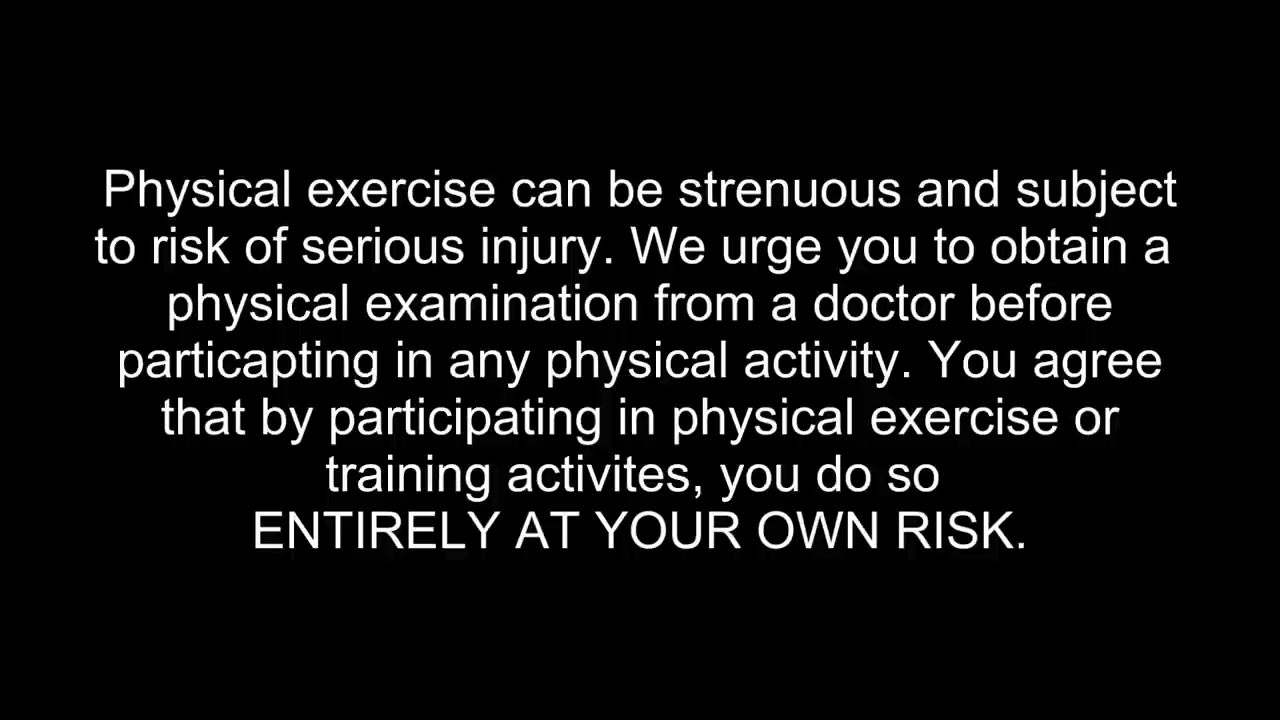 Physical exercise can be strenuous and subject
to risk of serious injury. We urge you to obtain a
physical examination from a doctor before
particapting in any physical activity. You agree
that by participating in physical exercise or
training activites, you do so
ENTIRELY AT YOUR OWN RISK.